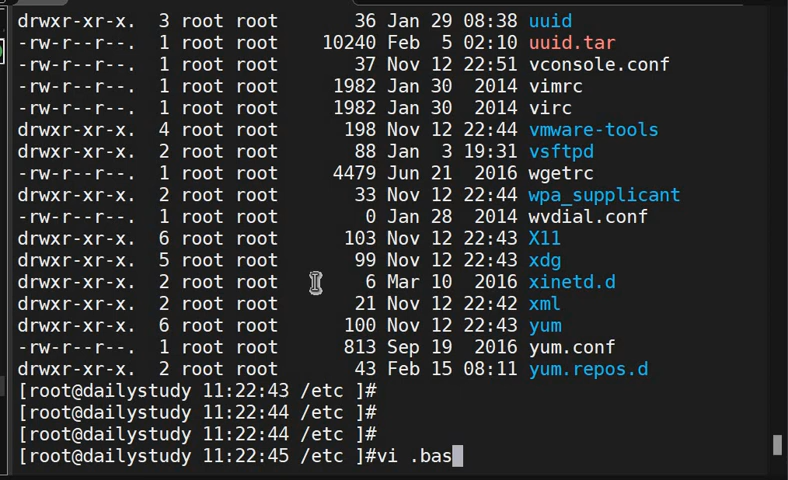 drwxr-xr-x. 3 root root 36 Jan 29 08:38 uuid
-rw-r--r--. 1 root root 10240 Feb 5 02:10 uuid.tar
-rw-r--r--. 1 root root 37 Nov 12 22:51 vconsole.conf
-rw-r--r--. 1 root root 1982 Jan 30 2014 vimrc
-rw-r--r--. 1 root root 1982 Jan 30 2014 virc
drwxr-xr-x. 4 root root 198 Nov 12 22:44 vmware-tools
drwxr-xr-x. 2 root root 88 Jan 3 19:31 vsftpd
-rw-r--r--. 1 root root 4479 Jun 21 2016 wgetrc
drwxr-xr-x. 2 root root 33 Nov 12 22:44 wpa_supplicant
-rw-r--r--. 1 root root 0 Jan 28 2014 wvdial.conf
drwxr-xr-x. 6 root root 103 Nov 12 22:43 X11
drwxr-xr-x. 5 root root 99 Nov 12 22:43 xdg
drwxr-xr-x. 2 root root 6 Mar 10 2016 xinetd.d
drwxr-xr-x. 2 root root 21 Nov 12 22:42 xml
drwxr-xr-x. 6 root root 100 Nov 12 22:43 yum
-rw-r--r--. 1 root root 813 Sep 19 2016 yum.conf
drwxr-xr-x. 2 root root 43 Feb 15 08:11 yum.repos.d
[root@dailystudy 11:22:43 /etc ]#
[root@dailystudy 11:22:44 /etc ]#
[root@dailystudy 11:22:44 /etc ]#
[root@dailystudy 11:22:45 /etc ]#vi .bas